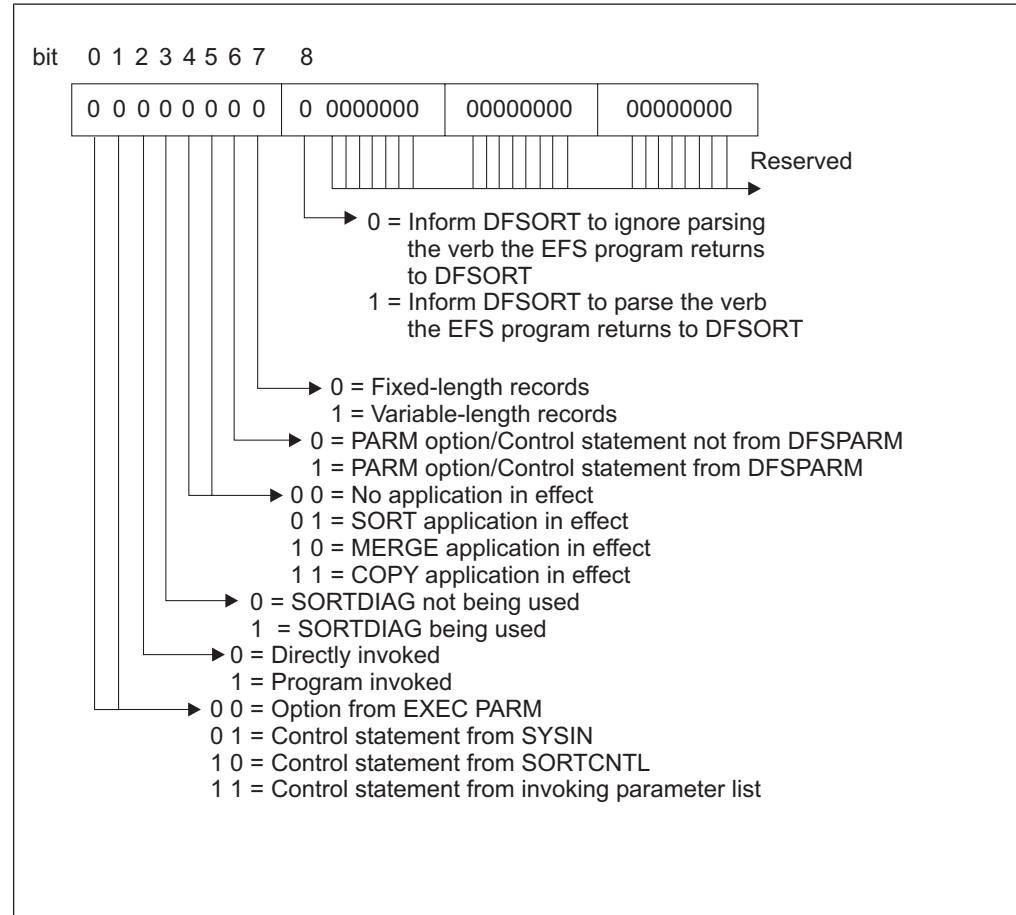 bit 0 1 2 3 4 5 6 7 8
0 0 0 0 0 0 0 0 0 0000000 00000000 00000000
Reserved
0 = Inform DFSORT to ignore parsing
the verb the EFS program returns
to DFSORT
1 = Inform DFSORT to parse the verb
the EFS program returns to DFSORT
0 = Fixed-length records
1 = Variable-length records
0 = PARM option/Control statement not from DFSPARM
1 = PARM option/Control statement from DFSPARM
0 0 = No application in effect
0 1 = SORT application in effect
1 0 = MERGE application in effect
1 1 = COPY application in effect
0 = SORTDIAG not being used
1 = SORTDIAG being used
0 = Directly invoked
1 = Program invoked
0 0 = Option from EXEC PARM
0 1 = Control statement from SYSIN
1 0 = Control statement from SORTCNTL
1 1 = Control statement from invoking parameter list